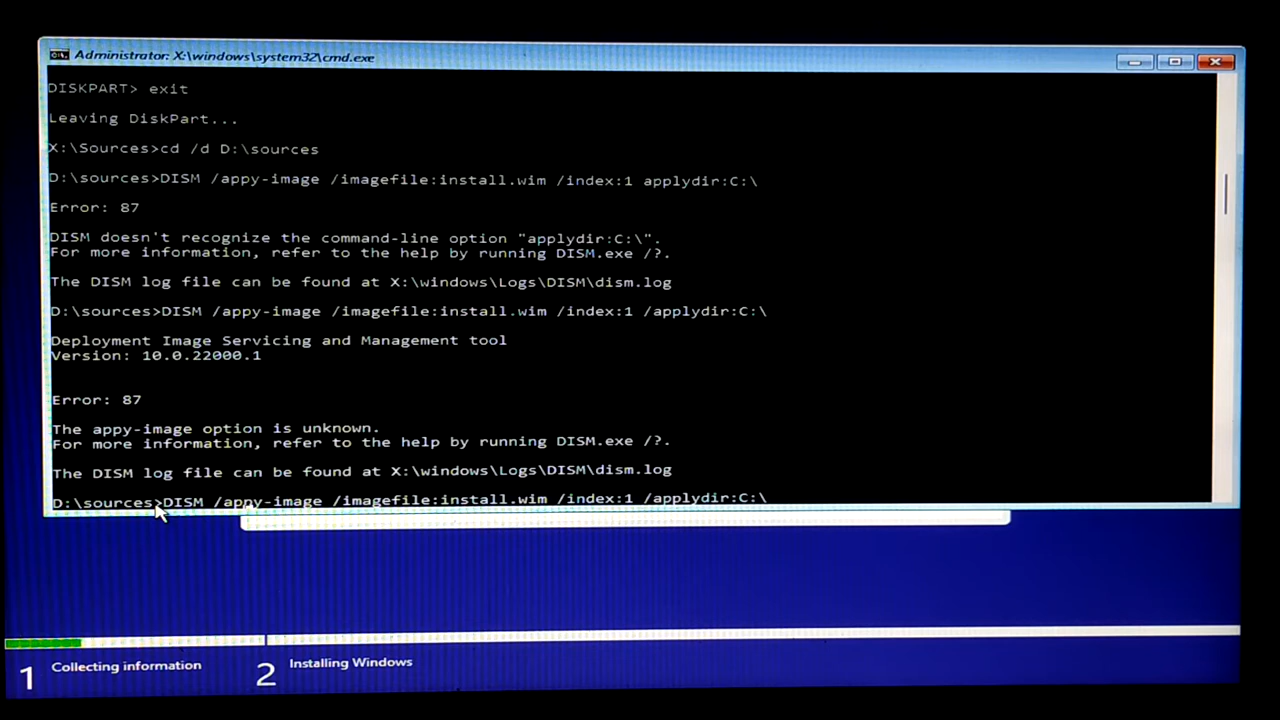 Administrator: X:\windows\system32\cmd.exe
DISKPART> exit
Leaving DiskPart...
X:\Sources>cd /d D:\sources
D:\sources>DISM /appy-image /imagefile:install.wim /index:1 applydir:C:\
Error: 87
DISM doesn't recognize the command-line option "applydir:C:\".
For more information, refer to the help by running DISM.exe /?.
The DISM log file can be found at X:\windows\Logs\DISM\dism.log
D:\sources>DISM /appy-image /imagefile:install.wim /index:1 /applydir:C:\
Deployment Image Servicing and Management tool
Version: 10.0.22000.1
Error: 87
The appy-image option is unknown.
For more information, refer to the help by running DISM.exe /?.
The DISM log file can be found at X:\windows\Logs\DISM\dism.log
D:\sources>DISM /appy-image /imagefile:install.wim /index:1 /applydir:C:\
1 Collecting information 2 Installing Windows